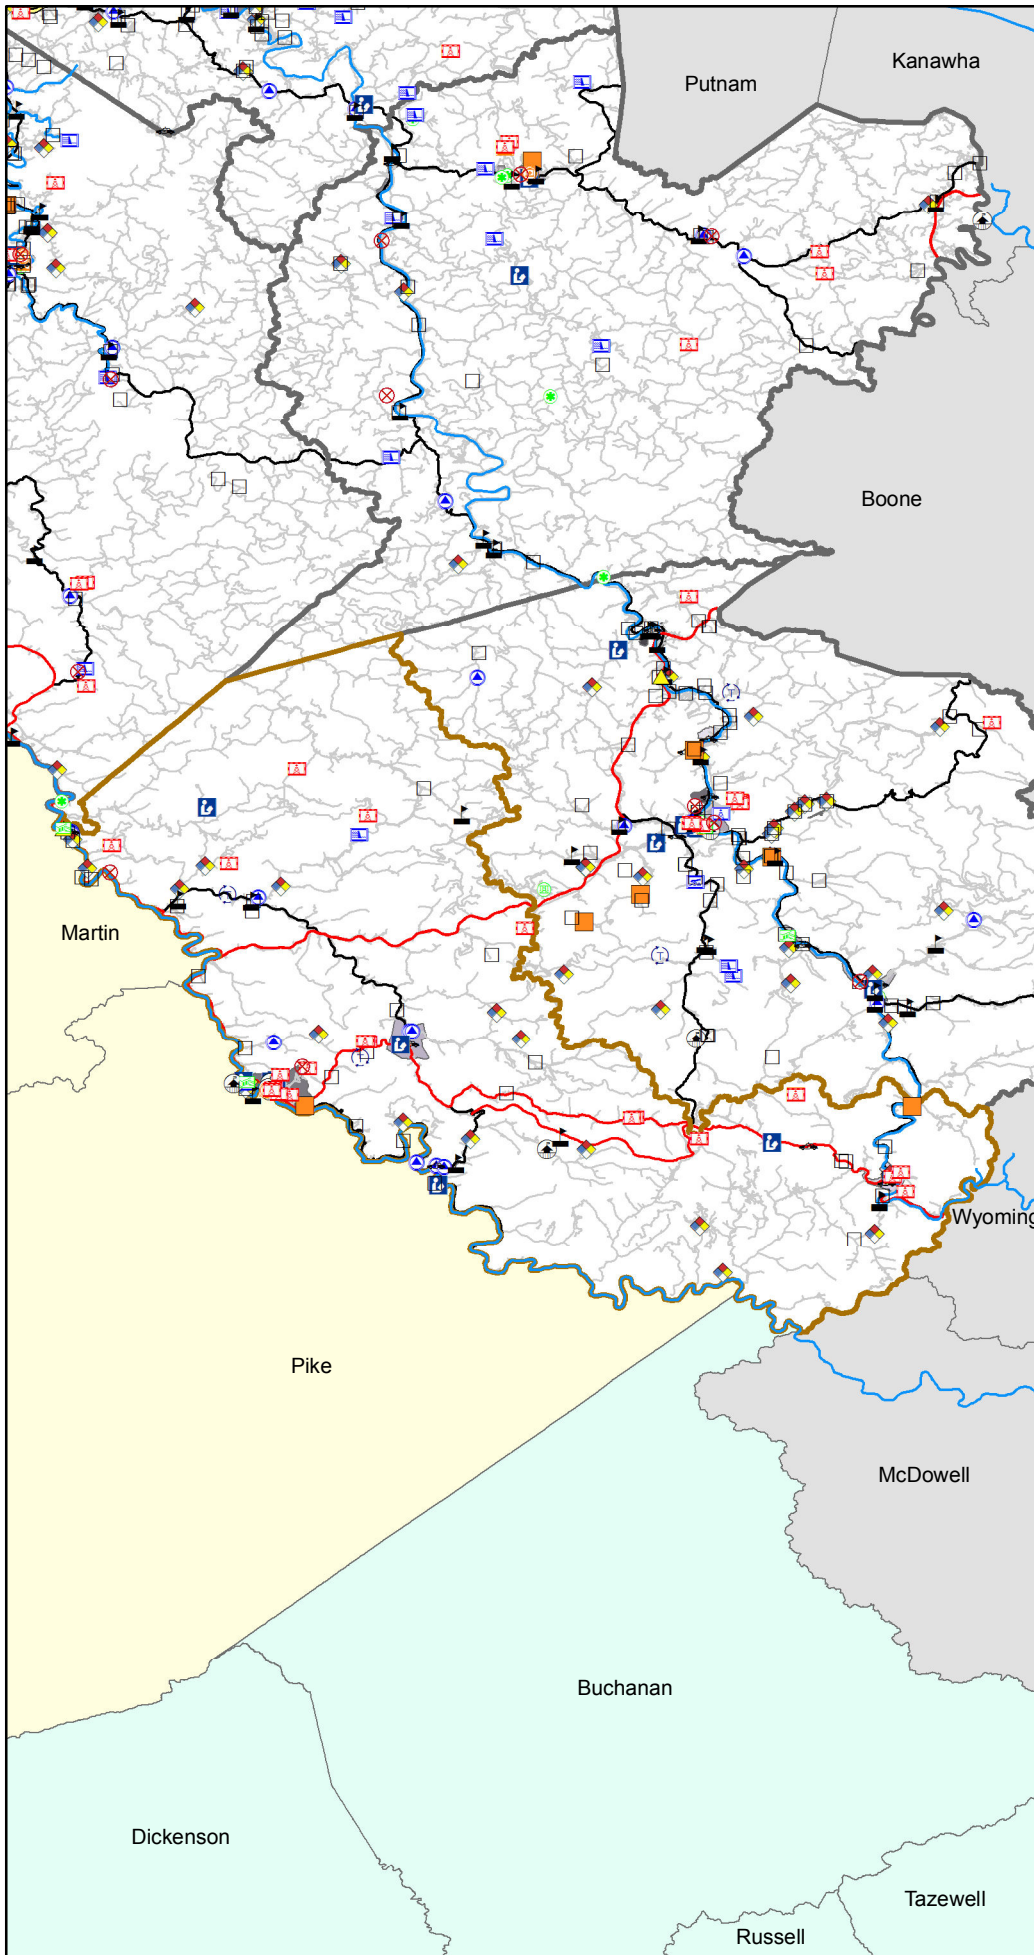 Kanawha
Putnam
Boone
Martin
Wyoming
Pike
McDowell
Buchanan
Dickenson
Tazewell
Russell